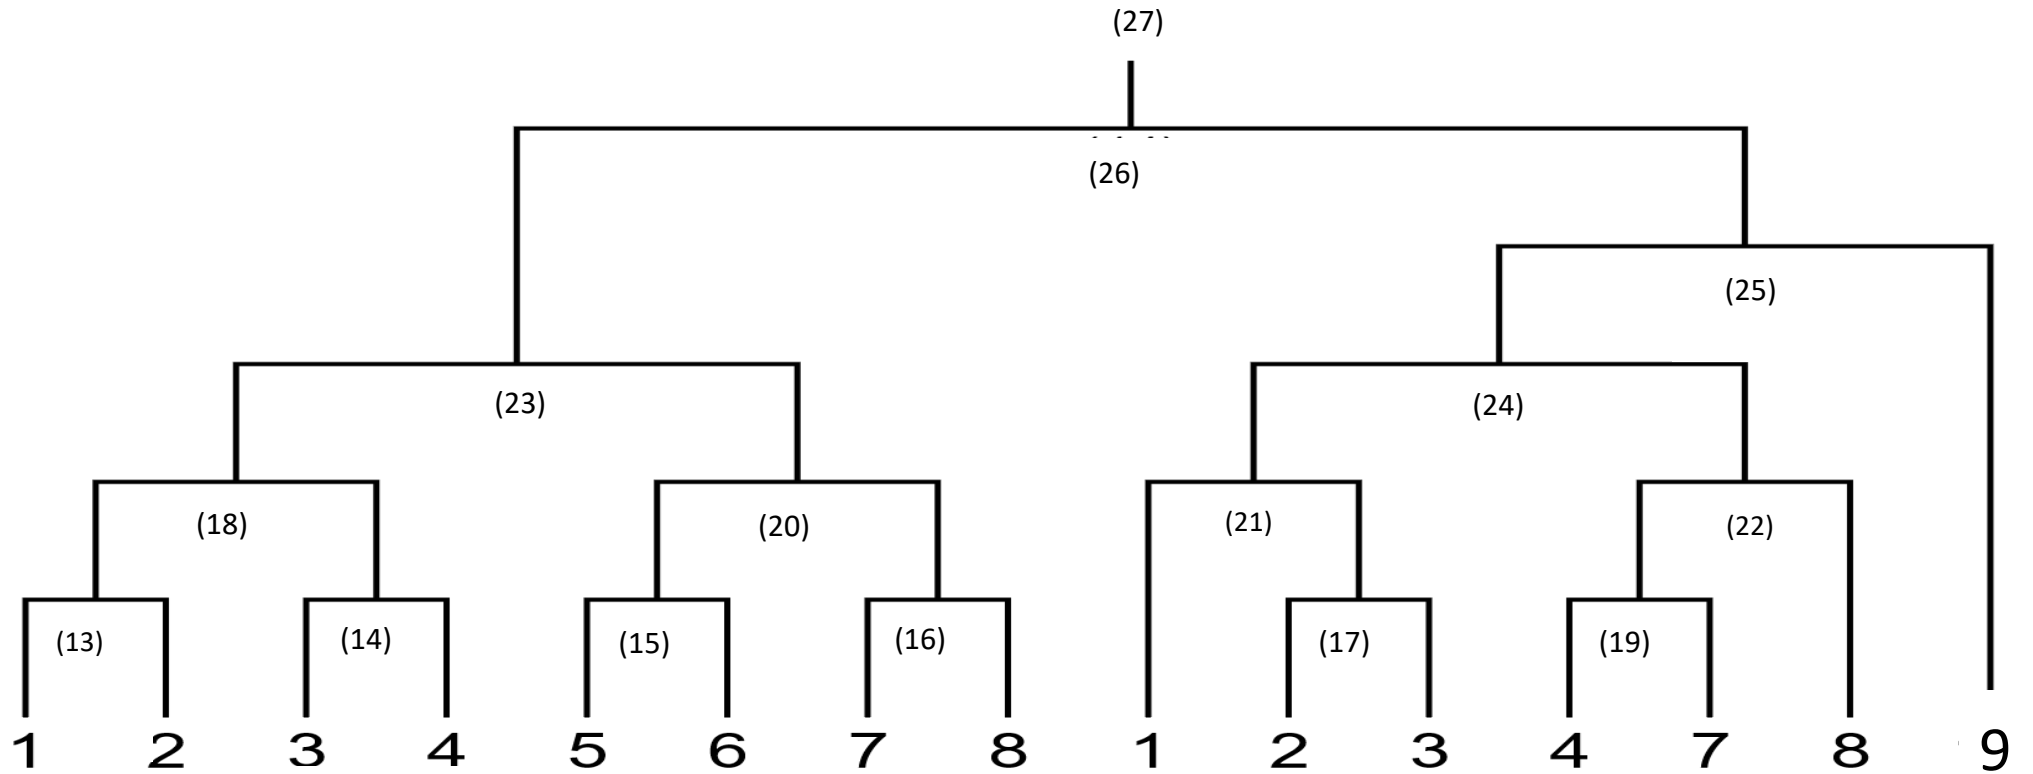 (27)
(26)
(25)
(23) (24)
(18) (20) (21) (22)
(13) (14) (15) (16) (17) (19)
1 2 3 4 5 6 7 8 1 2 3 4 7 8 9